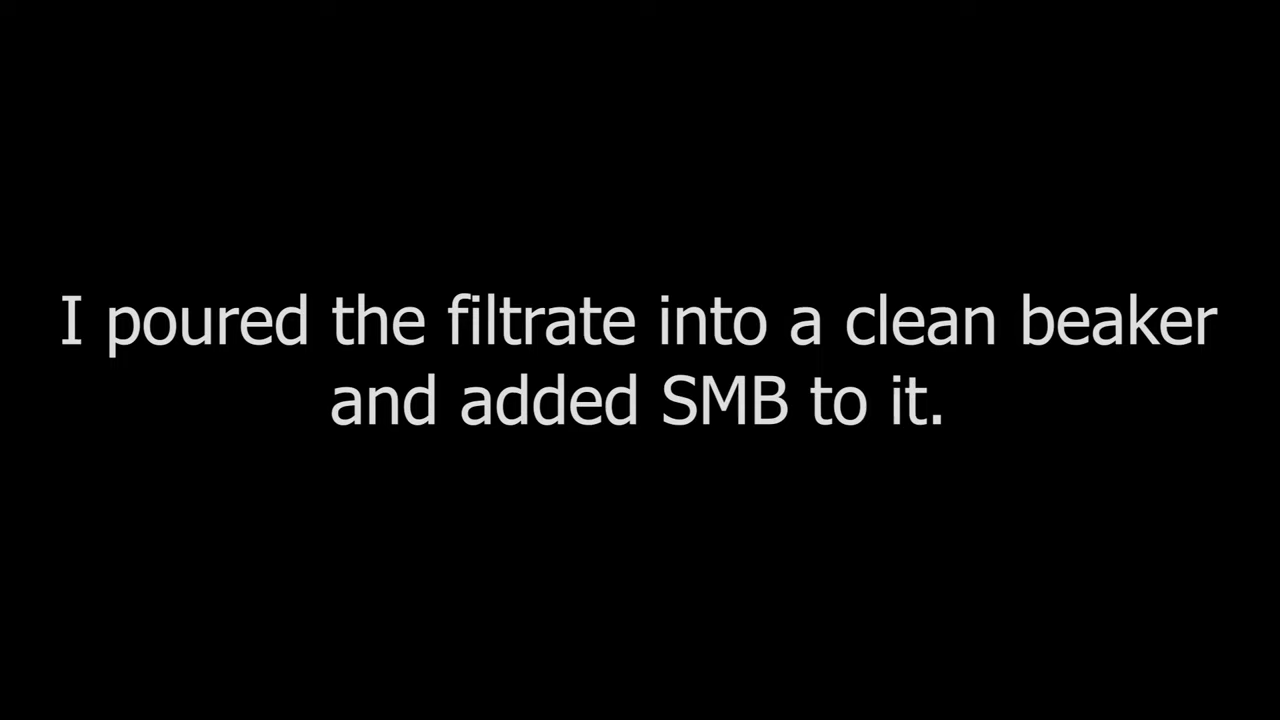 I poured the filtrate into a clean beaker
and added SMB to it.